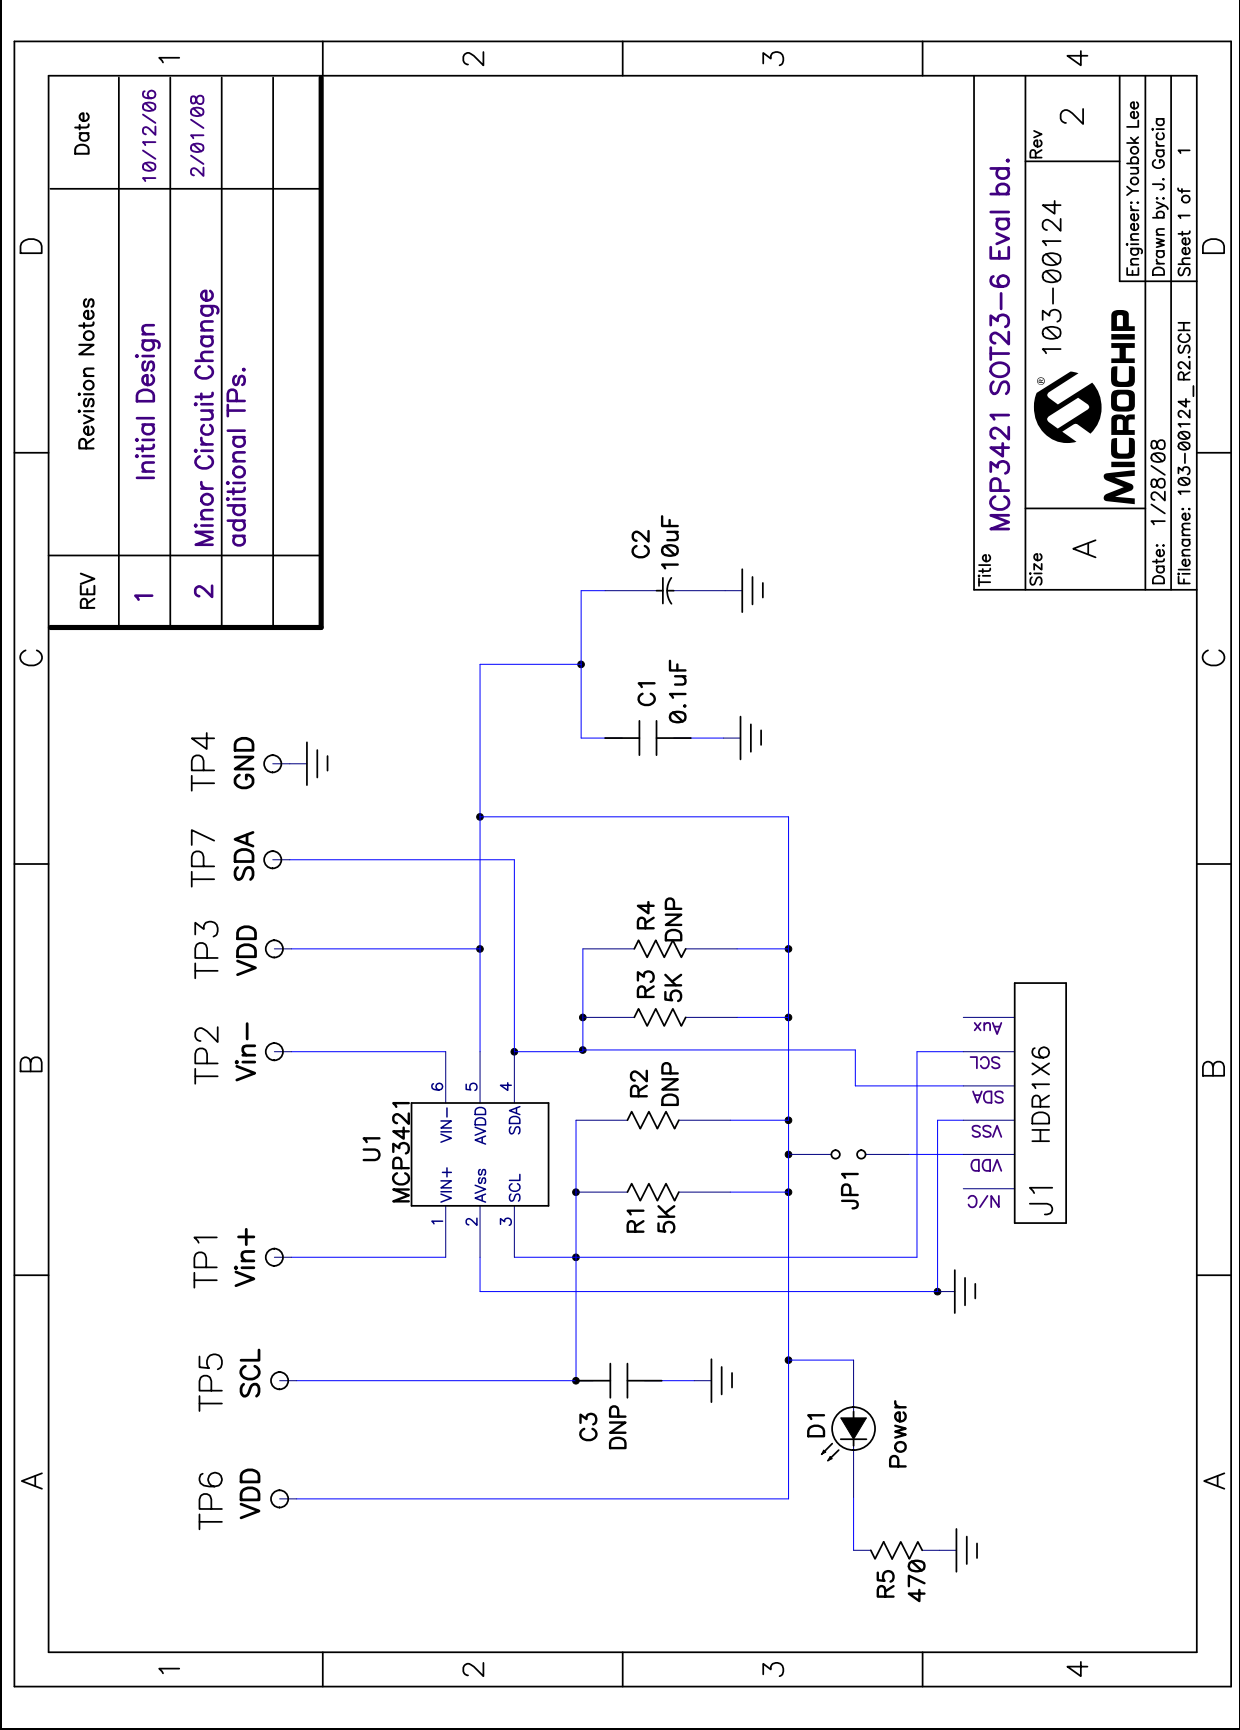 1
2
3
4
REV
Revision Notes
Date
1
Initial Design
10/12/06
2
Minor Circuit Change
2/01/08
additional TPs.
A
B
C
D
TP6
VDD
TP5
SCL
TP1
Vin+
TP2
Vin-
TP3
VDD
TP7
SDA
TP4
GND
U1
MCP3421
1
VIN+
VIN-
6
2
AVss
AVDD
5
3
SCL
SDA
4
C3
DNP
R1
5K
R2
DNP
R3
5K
R4
DNP
C1
0.1uF
C2
10uF
D1
Power
R5
470
JP1
N/C
VDD
VSS
SDA
SCL
Aux
J1
HDR1X6
Title
MCP3421 SOT23-6 Eval bd.
Size
A
103-00124
Rev
2
®
MICROCHIP
Engineer: Youbok Lee
Date: 1/28/08
Drawn by: J. Garcia
Filename: 103-00124_R2.SCH
Sheet 1 of 1
A
B
C
D
1
2
3
4